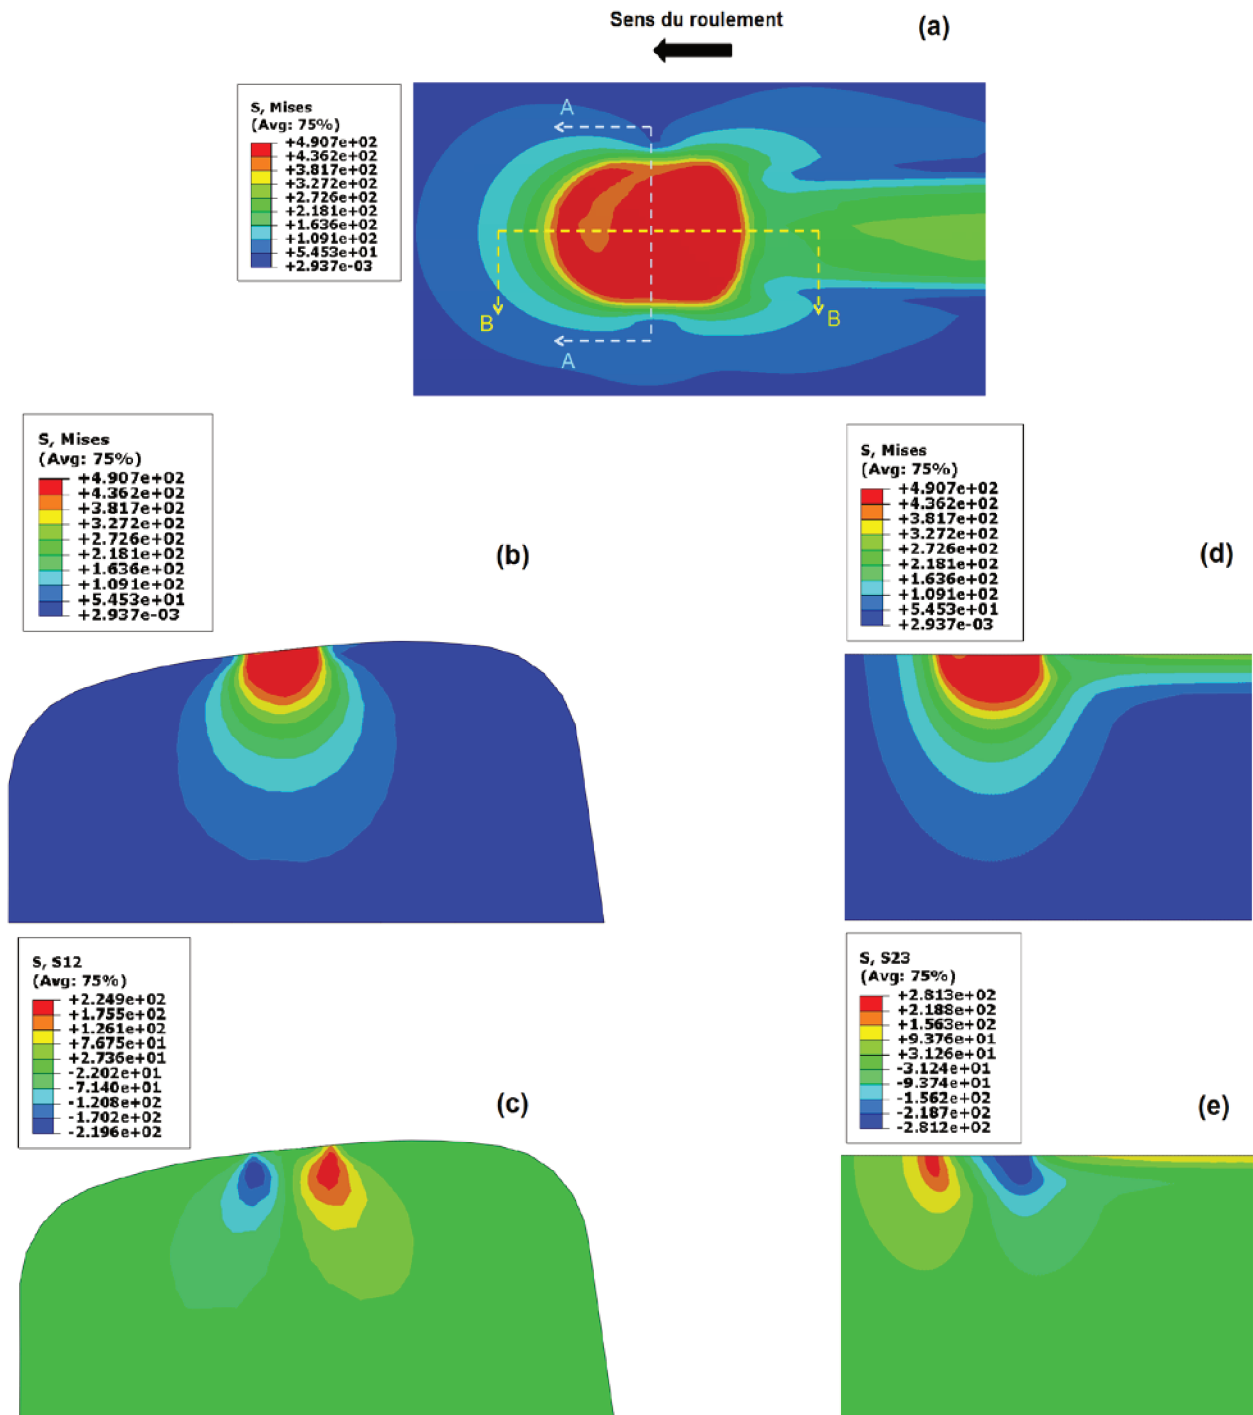 Sens du roulement
(a)
S, Mises
(Avg: 75%)
+4.907e+02
+4.362e+02
+3.817e+02
+3.272e+02
+2.726e+02
+2.181e+02
+1.636e+02
+1.091e+02
+5.453e+01
+2.937e-03
A
B
B
A
S, Mises
(Avg: 75%)
+4.907e+02
+4.362e+02
+3.817e+02
+3.272e+02
+2.726e+02
+2.181e+02
+1.636e+02
+1.091e+02
+5.453e+01
+2.937e-03
(b)
S, Mises
(Avg: 75%)
+4.907e+02
+4.362e+02
+3.817e+02
+3.272e+02
+2.726e+02
+2.181e+02
+1.636e+02
+1.091e+02
+5.453e+01
+2.937e-03
(d)
S, S12
(Avg: 75%)
+2.249e+02
+1.755e+02
+1.261e+02
+7.675e+01
+2.736e+01
-2.202e+01
-7.140e+01
-1.208e+02
-1.702e+02
-2.196e+02
(c)
S, S23
(Avg: 75%)
+2.813e+02
+2.188e+02
+1.563e+02
+9.376e+01
+3.126e+01
-3.124e+01
-9.374e+01
-1.562e+02
-2.187e+02
-2.812e+02
(e)